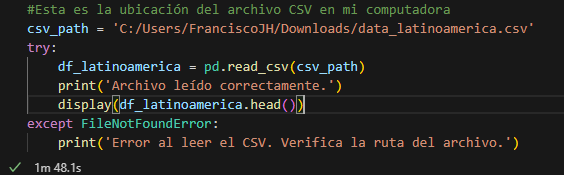 #Esta es la ubicación del archivo CSV en mi computadora
csv_path = 'C:/Users/FranciscoJH/Downloads/data_latinoamerica.csv'
try:
    df_latinoamerica = pd.read_csv(csv_path)
    print('Archivo leído correctamente.')
    display(df_latinoamerica.head())
except FileNotFoundError:
    print('Error al leer el CSV. Verifica la ruta del archivo.')
1m 48.1s